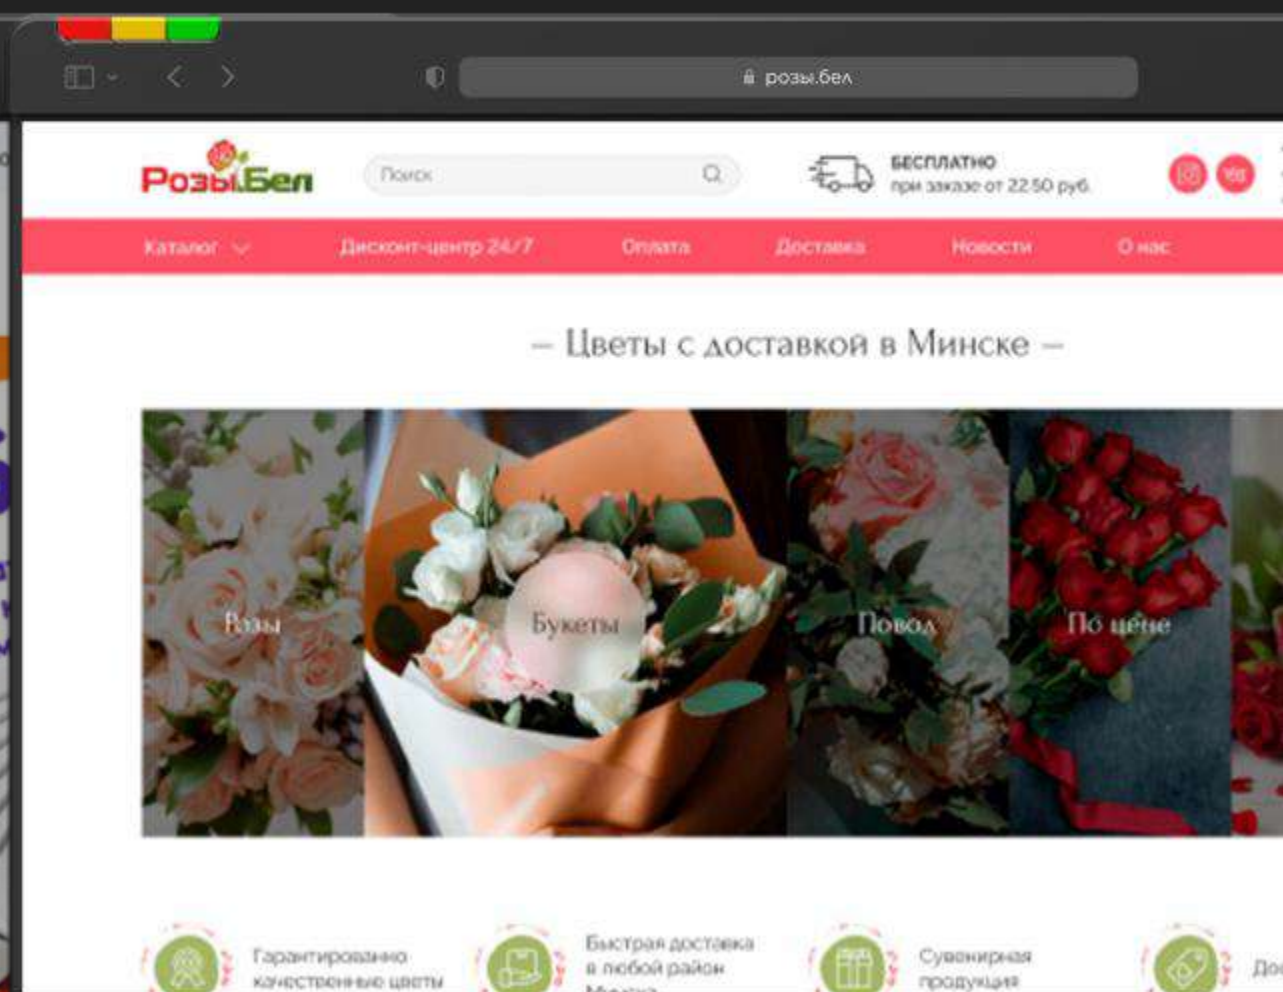 розы.бел
Розы.Бел
Поиск
БЕСПЛАТНО
при заказе от 22.50 руб.
Каталог
Дисконт-центр 24/7
Оплата
Доставка
Новости
О нас
– Цветы с доставкой в Минске –
Розы
Букеты
Повод
По цене
Гарантированно
качественные цветы
Быстрая доставка
в любой район
Минска
Сувенирная
продукция